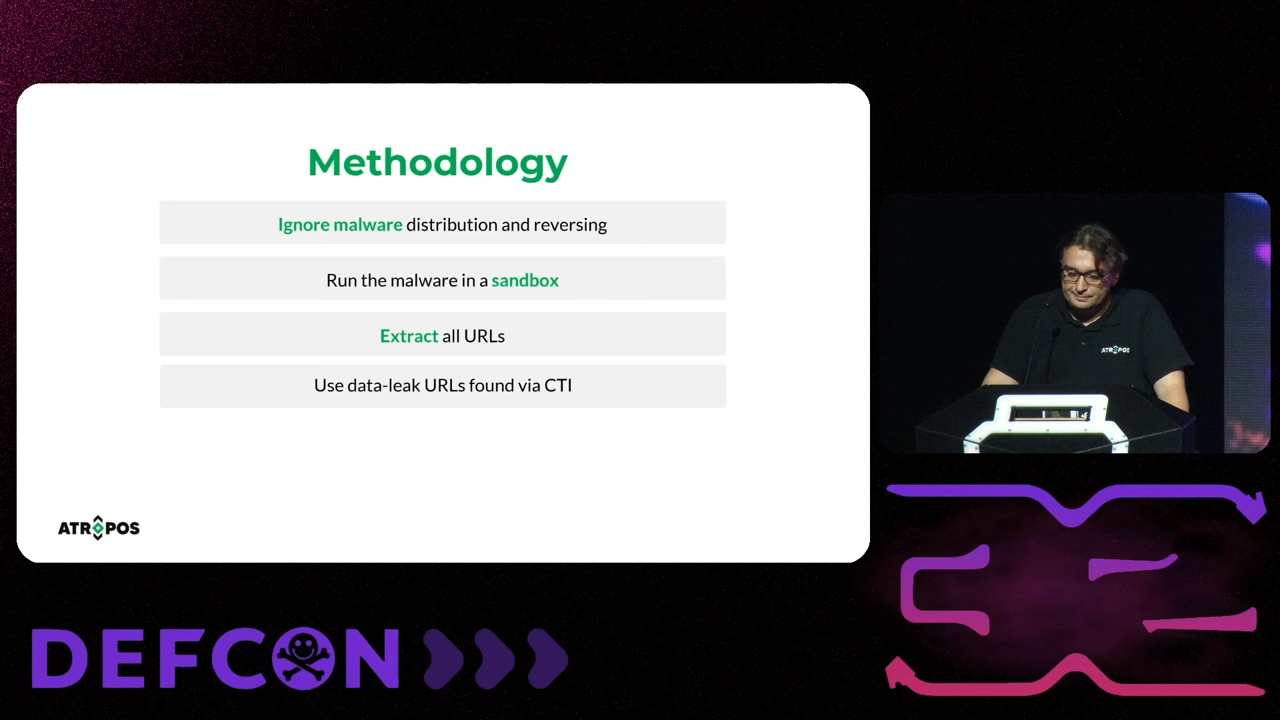 Methodology
Ignore malware distribution and reversing
Run the malware in a sandbox
Extract all URLs
Use data-leak URLs found via CTI
ATROPOS
ATROPOS
DEFCON